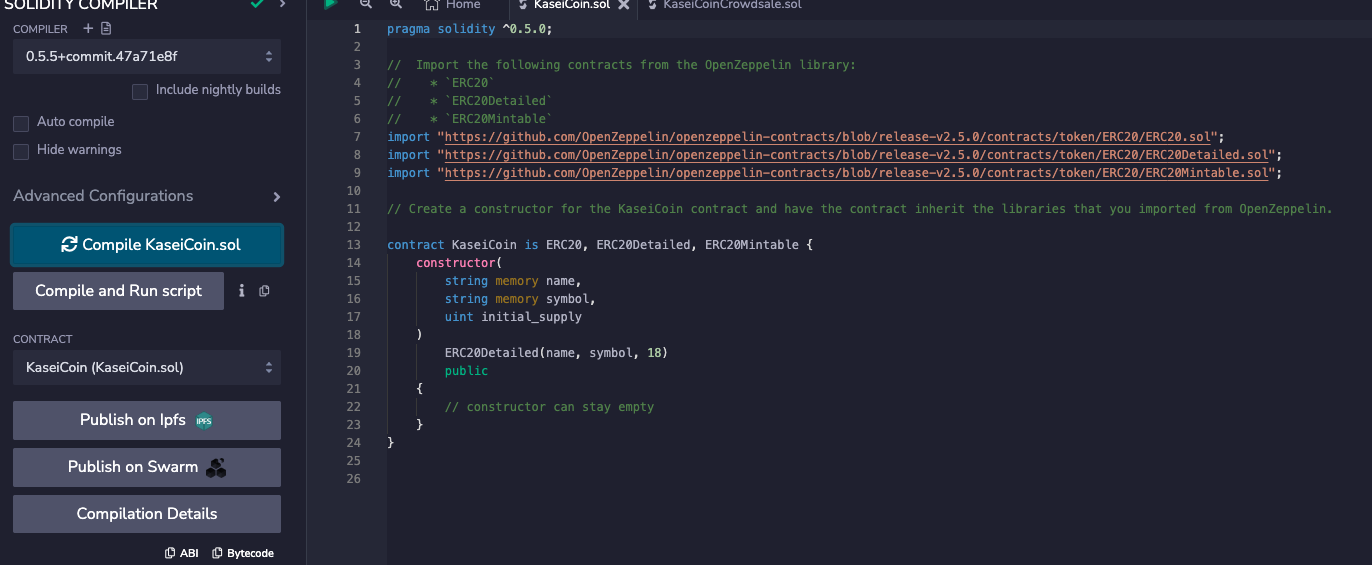 SOLIDITY COMPILER
COMPILER
0.5.5+commit.47a71e8f
Include nightly builds
Auto compile
Hide warnings
Advanced Configurations
Compile KaseiCoin.sol
Compile and Run script
CONTRACT
KaseiCoin (KaseiCoin.sol)
Publish on Ipfs IPFS
Publish on Swarm
Compilation Details
ABI Bytecode
Home KaseiCoin.sol KaseiCoinCrowdsale.sol
1 pragma solidity ^0.5.0;
2
3 //  Import the following contracts from the OpenZeppelin library:
4 //    * `ERC20`
5 //    * `ERC20Detailed`
6 //    * `ERC20Mintable`
7 import "https://github.com/OpenZeppelin/openzeppelin-contracts/blob/release-v2.5.0/contracts/token/ERC20/ERC20.sol";
8 import "https://github.com/OpenZeppelin/openzeppelin-contracts/blob/release-v2.5.0/contracts/token/ERC20/ERC20Detailed.sol";
9 import "https://github.com/OpenZeppelin/openzeppelin-contracts/blob/release-v2.5.0/contracts/token/ERC20/ERC20Mintable.sol";
10
11 // Create a constructor for the KaseiCoin contract and have the contract inherit the libraries that you imported from OpenZeppelin.
12
13 contract KaseiCoin is ERC20, ERC20Detailed, ERC20Mintable {
14     constructor(
15         string memory name,
16         string memory symbol,
17         uint initial_supply
18     )
19         ERC20Detailed(name, symbol, 18)
20         public
21     {
22         // constructor can stay empty
23     }
24 }
25
26